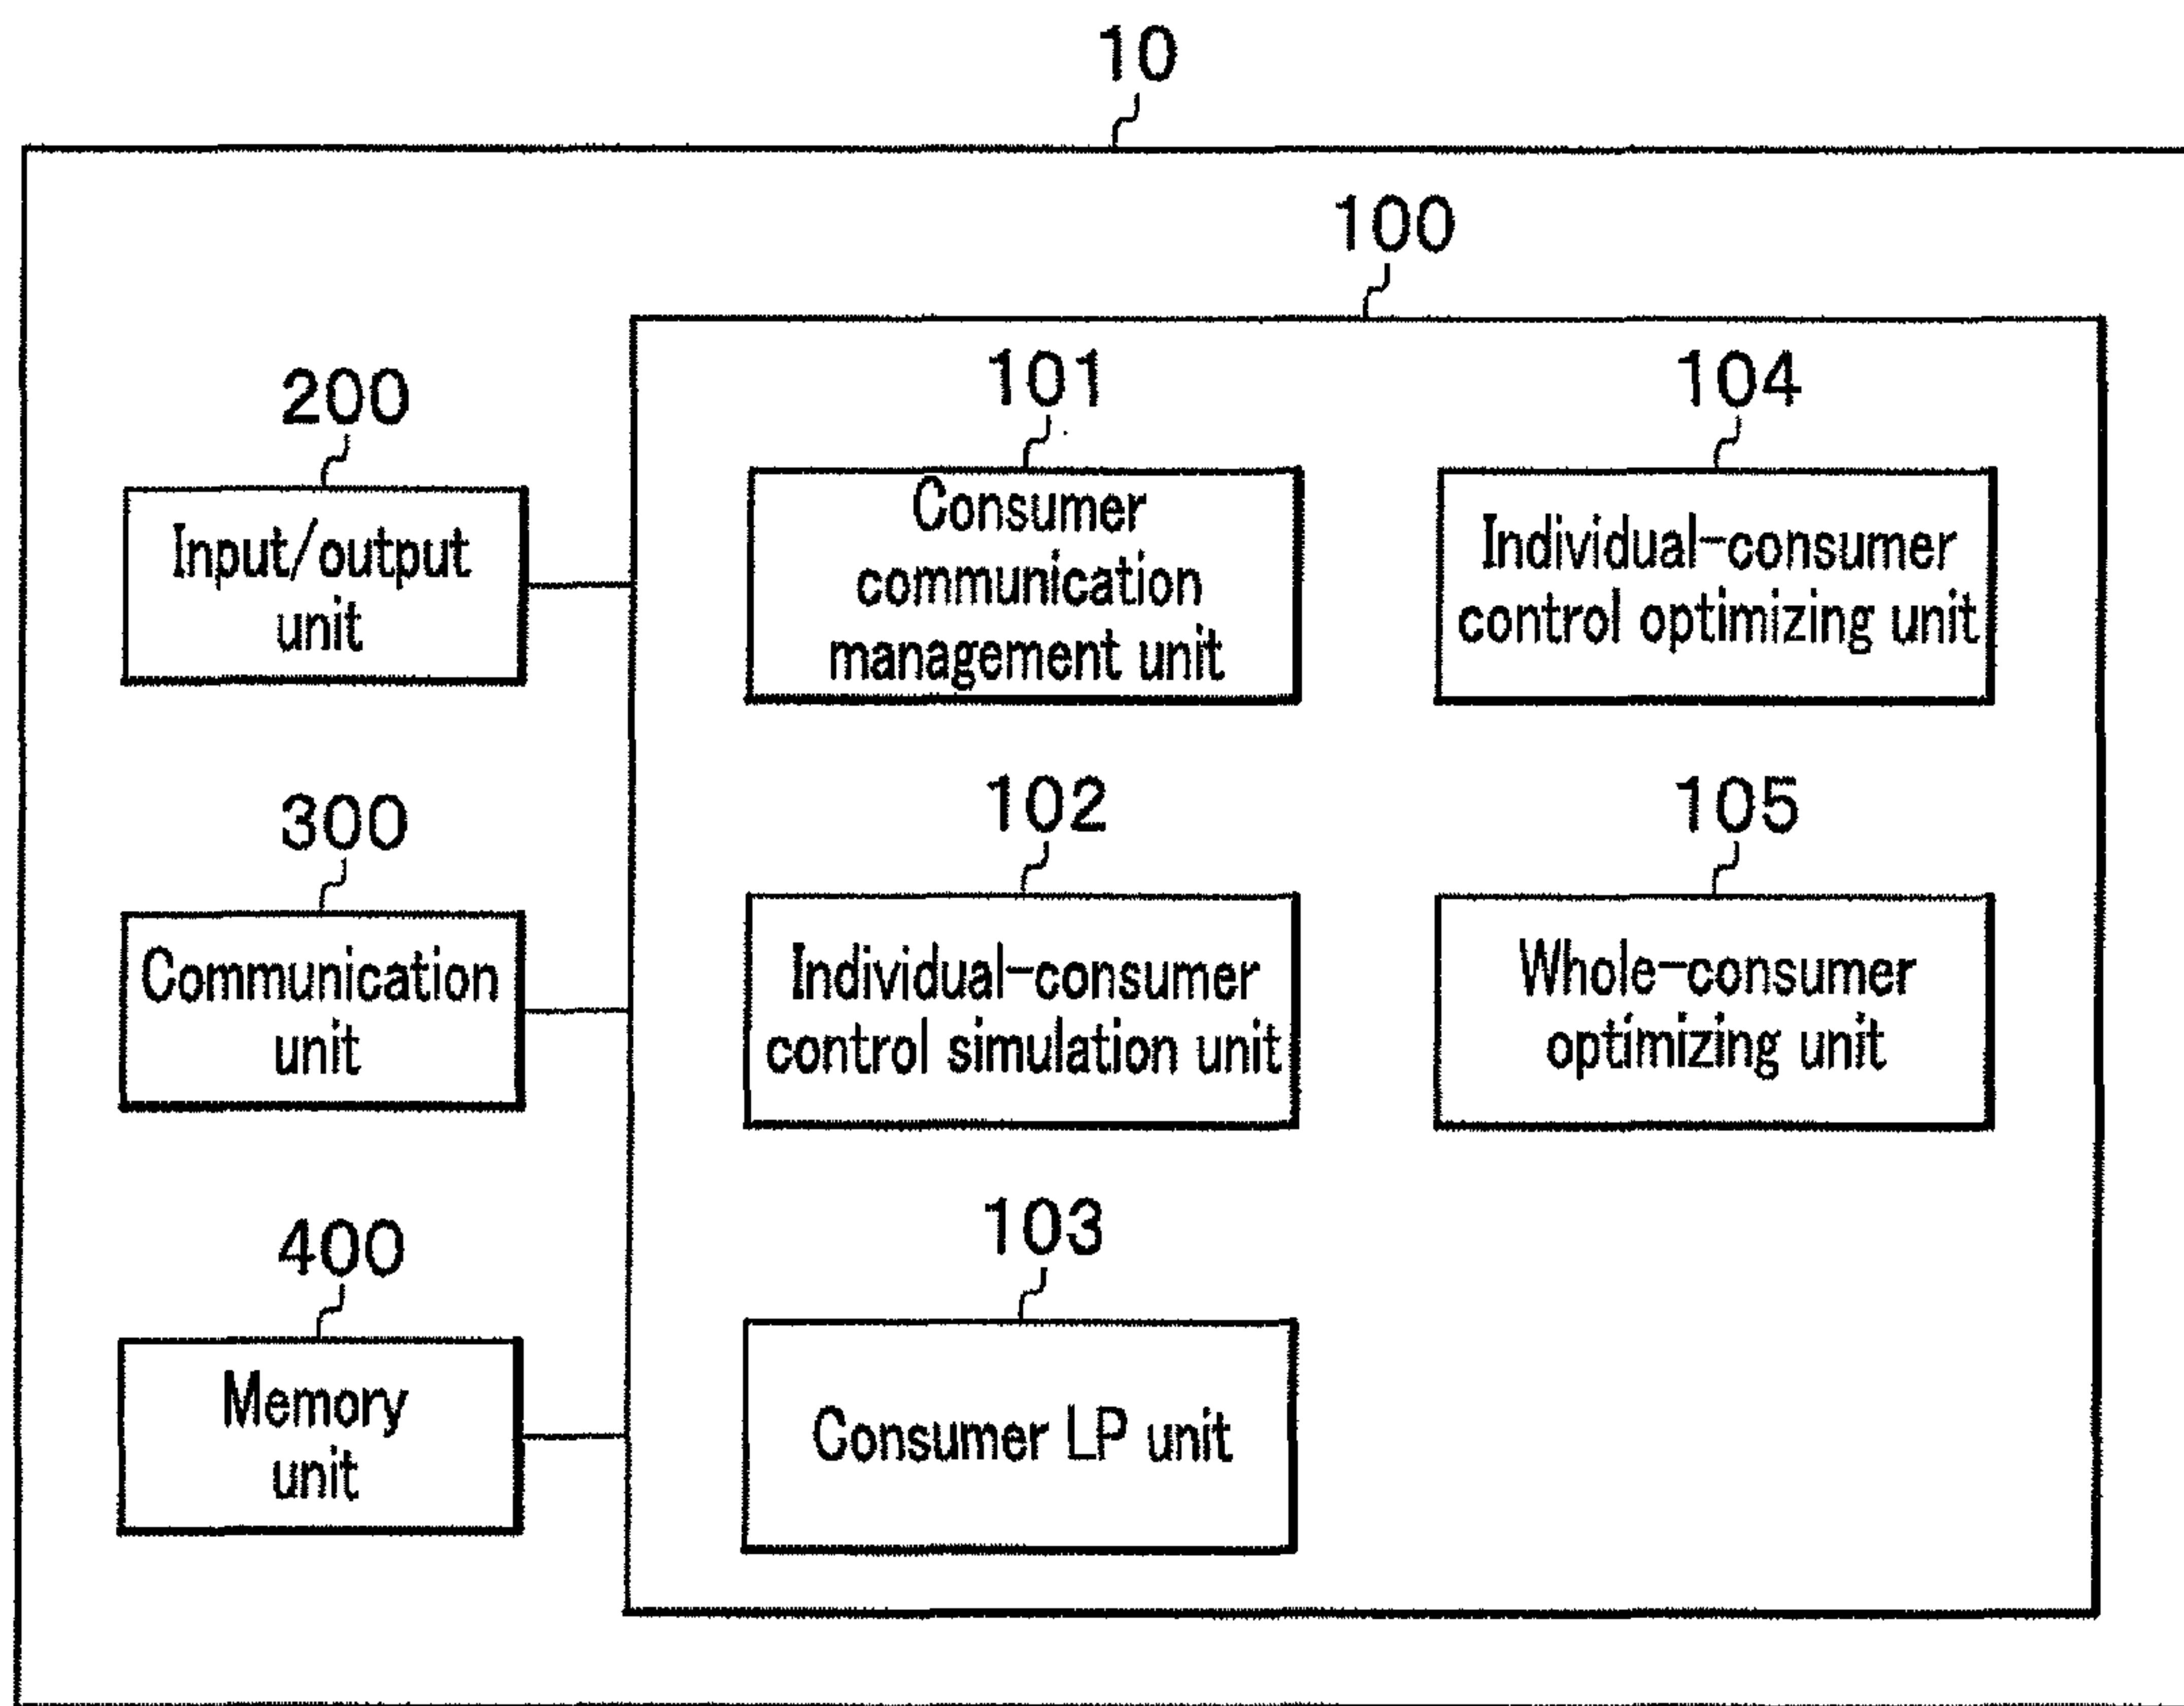 10
100
200
Input/output
unit
300
Communication
unit
400
Memory
unit
101
Consumer
communication
management unit
104
Individual-consumer
control optimizing unit
102
Individual-consumer
control simulation unit
105
Whole-consumer
optimizing unit
103
Consumer LP unit